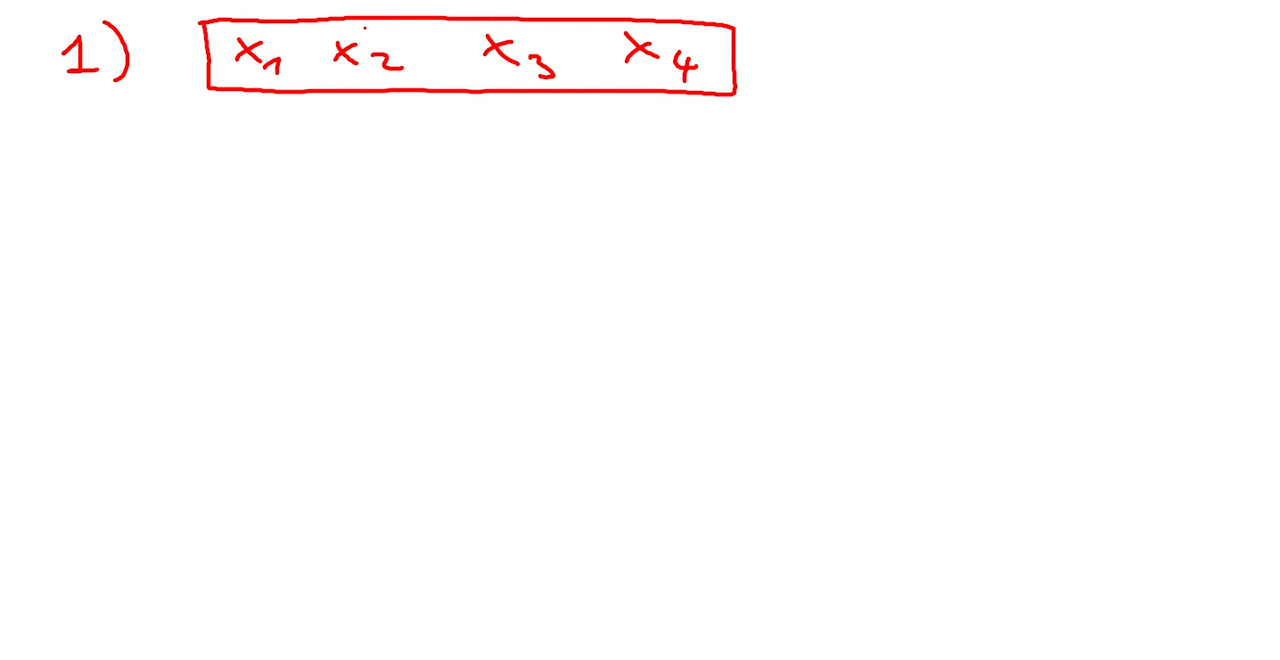 1) x₁ x₂ x₃ x₄